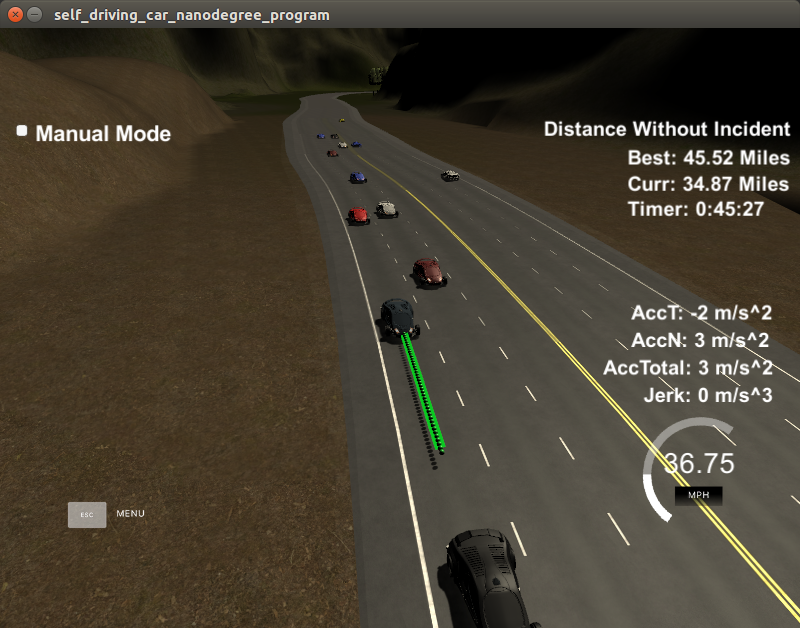 self_driving_car_nanodegree_program
Manual Mode
Distance Without Incident
Best: 45.52 Miles
Curr: 34.87 Miles
Timer: 0:45:27
AccT: -2 m/s^2
AccN: 3 m/s^2
AccTotal: 3 m/s^2
Jerk: 0 m/s^3
36.75
MPH
ESC MENU